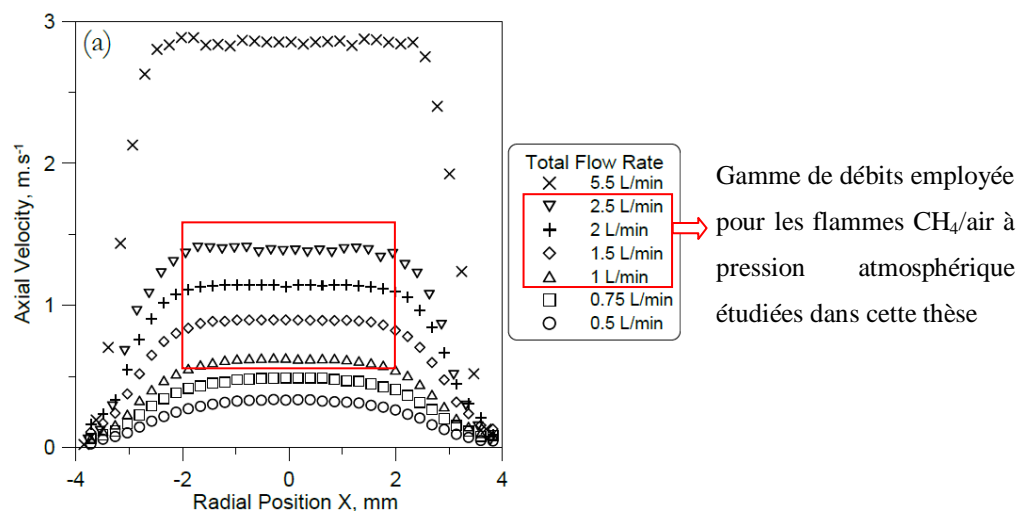 (a)
Axial Velocity, m.s⁻¹
3
2
1
0
-4
-2
0
2
4
Radial Position X, mm
Total Flow Rate
5.5 L/min
2.5 L/min
2 L/min
1.5 L/min
1 L/min
0.75 L/min
0.5 L/min
Gamme de débits employée
pour les flammes CH₄/air à
pression atmosphérique
étudiées dans cette thèse